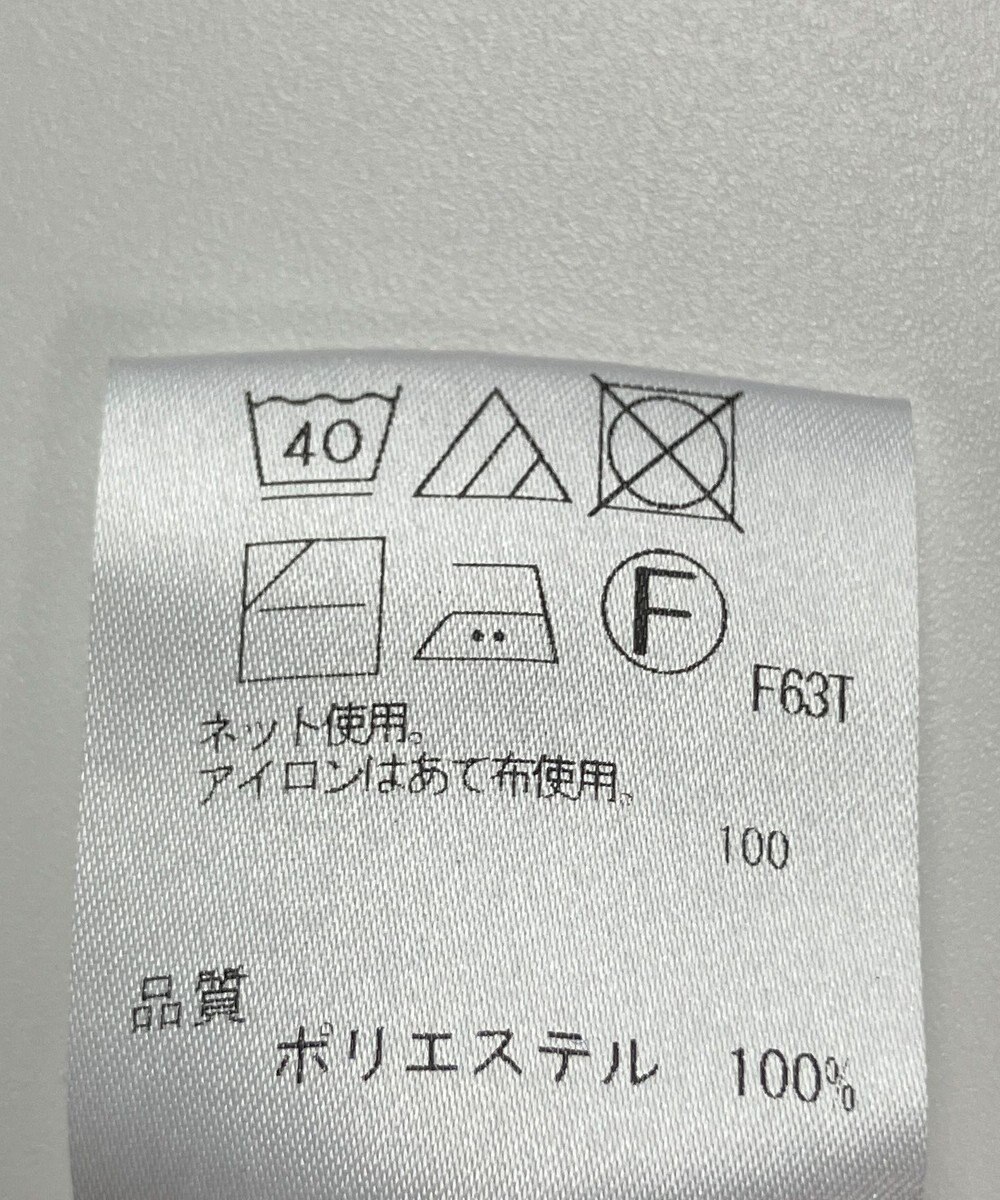 40
F
F63T
ネット使用。
アイロンはあて布使用。
100
品質
ポリエステル 100%